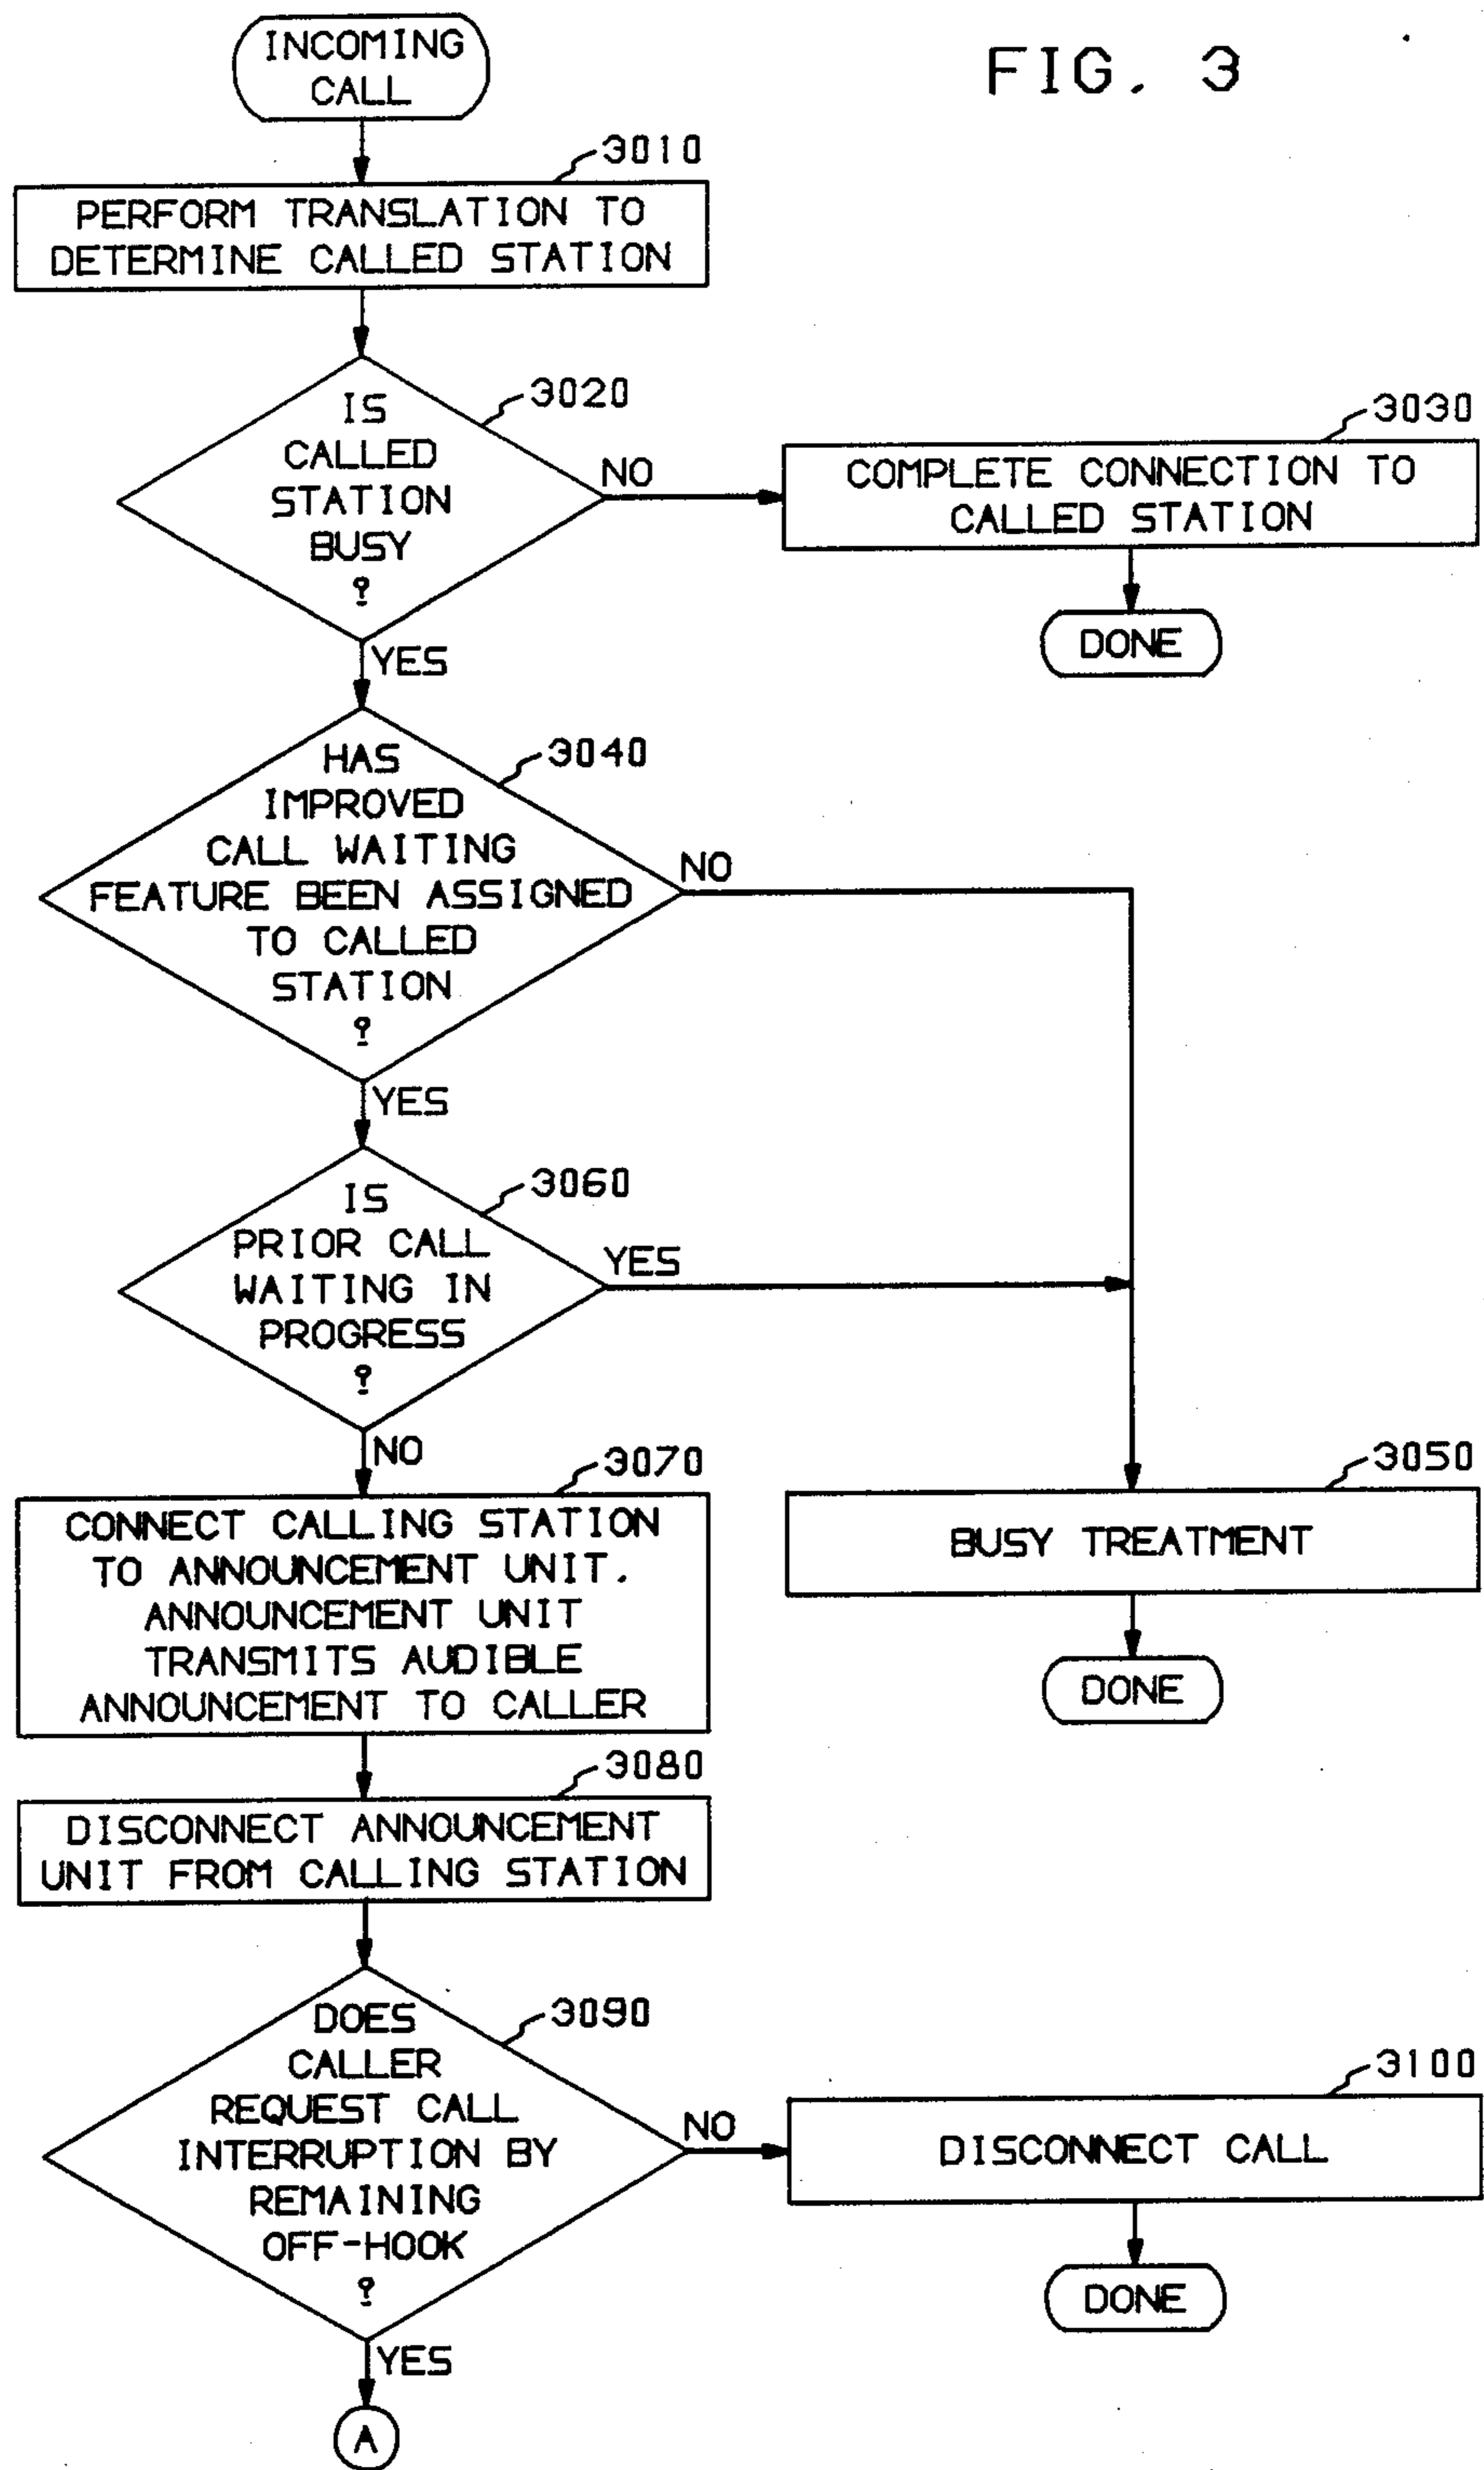 FIG. 3
INCOMING
CALL
3010
PERFORM TRANSLATION TO
DETERMINE CALLED STATION
3020
IS
CALLED
STATION
BUSY
?
NO
3030
COMPLETE CONNECTION TO
CALLED STATION
DONE
YES
3040
HAS
IMPROVED
CALL WAITING
FEATURE BEEN ASSIGNED
TO CALLED
STATION
?
NO
YES
3060
IS
PRIOR CALL
WAITING IN
PROGRESS
?
YES
NO
3070
CONNECT CALLING STATION
TO ANNOUNCEMENT UNIT.
ANNOUNCEMENT UNIT
TRANSMITS AUDIBLE
ANNOUNCEMENT TO CALLER
3050
BUSY TREATMENT
DONE
3080
DISCONNECT ANNOUNCEMENT
UNIT FROM CALLING STATION
3090
DOES
CALLER
REQUEST CALL
INTERRUPTION BY
REMAINING
OFF-HOOK
?
NO
3100
DISCONNECT CALL
DONE
YES
A